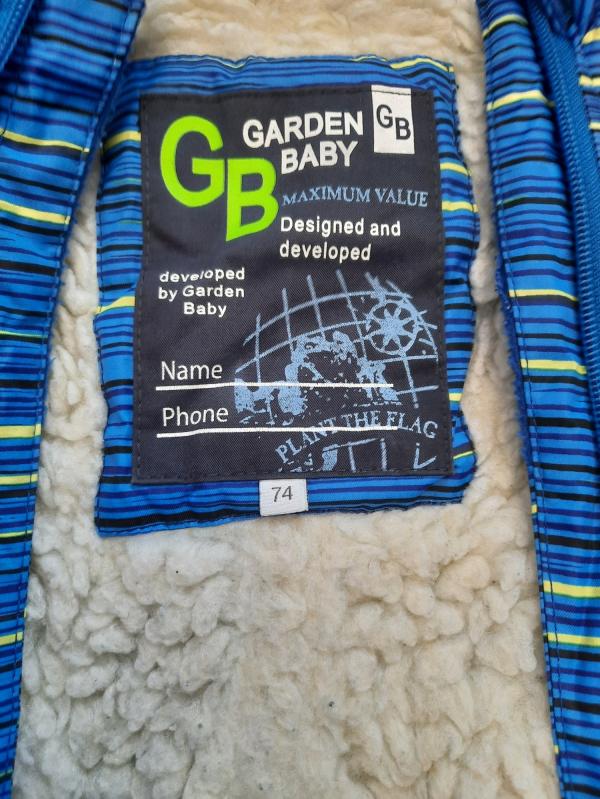 GB
GARDEN
BABY
GB
MAXIMUM VALUE
Designed and
developed
developed
by Garden
Baby
Name
Phone
PLANT THE FLAG
74